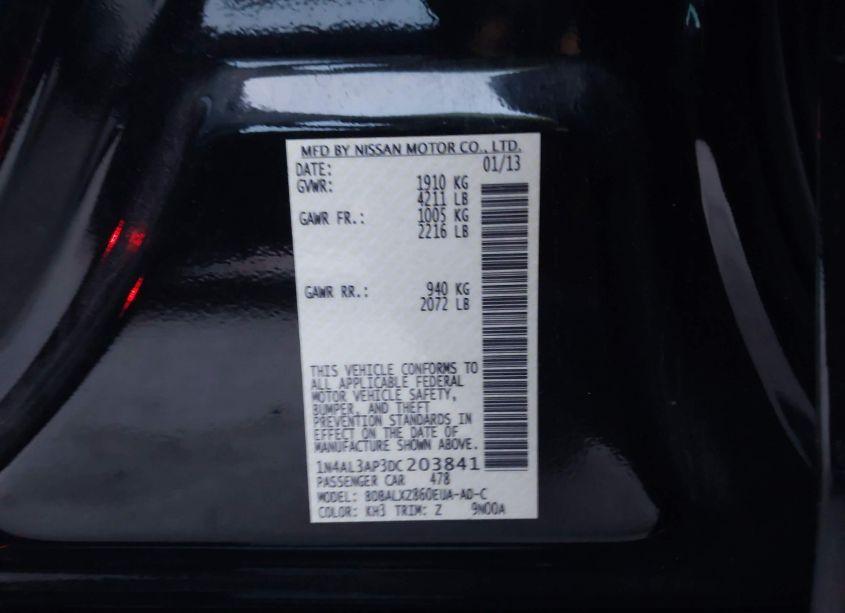 MFD BY NISSAN MOTOR CO., LTD.
DATE: 01/13
GVWR: 1910 KG
4211 LB
GAWR FR.: 1005 KG
2216 LB
GAWR RR.: 940 KG
2072 LB
THIS VEHICLE CONFORMS TO
ALL APPLICABLE FEDERAL
MOTOR VEHICLE SAFETY,
BUMPER, AND THEFT
PREVENTION STANDARDS IN
EFFECT ON THE DATE OF
MANUFACTURE SHOWN ABOVE.
1N4AL3AP3DC203841
PASSENGER CAR 478
MODEL: BDBALXZ860EUA-AD-C
COLOR: KH3 TRIM: Z 9N00A